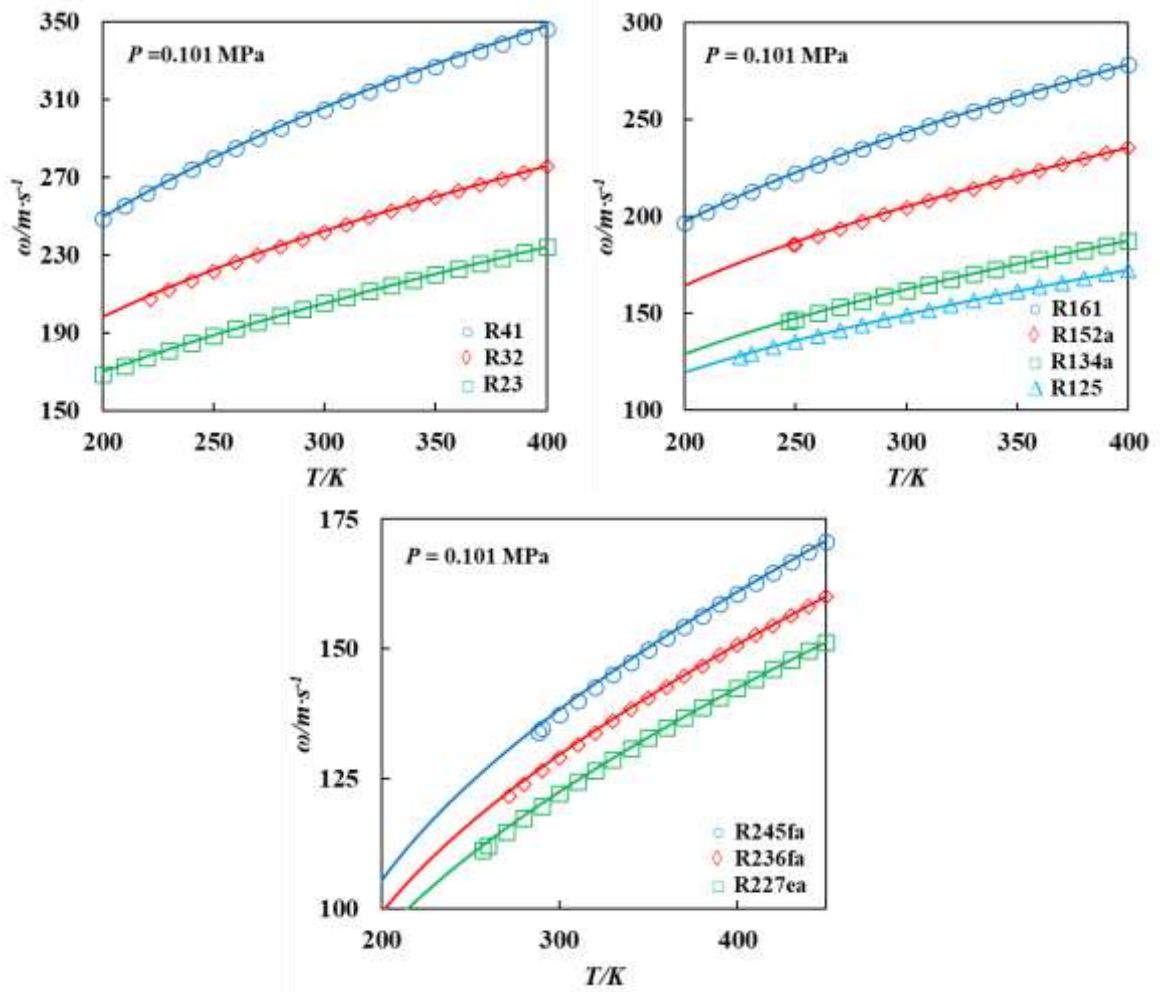 350
310
270
230
190
150
ω/m·s⁻¹
P =0.101 MPa
R41
R32
R23
200 250 300 350 400
T/K
300
250
200
150
100
ω/m·s⁻¹
P = 0.101 MPa
R161
R152a
R134a
R125
200 250 300 350 400
T/K
175
150
125
100
ω/m·s⁻¹
P = 0.101 MPa
R245fa
R236fa
R227ea
200 300 400
T/K